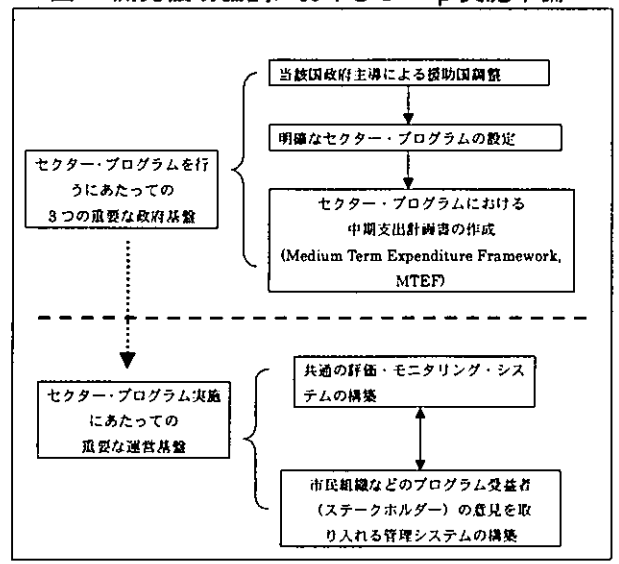 当該国政府主導による援助国調整
明確なセクター・プログラムの設定
セクター・プログラムを行
うにあたっての
3つの重要な政府基盤
セクター・プログラムにおける
中期支出計画書の作成
(Medium Term Expenditure Framework,
MTEF)
共通の評価・モニタリング・シス
テムの構築
セクター・プログラム実施
にあたっての
重要な運営基盤
市民組織などのプログラム受益者
(ステークホルダー)の意見を取
り入れる管理システムの構築